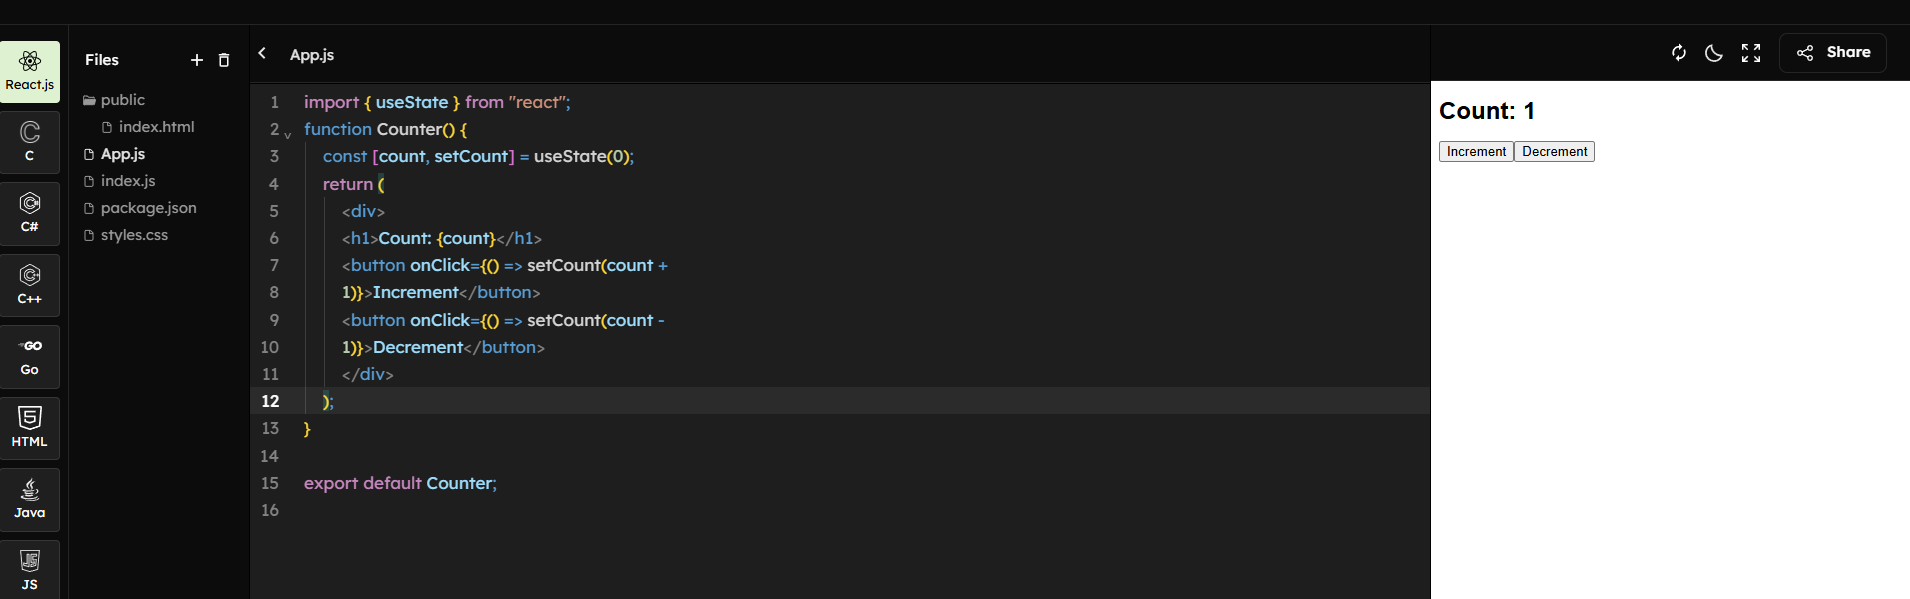 React.js
C
C#
C++
GO
Go
HTML
Java
JS
Files
public
index.html
App.js
index.js
package.json
styles.css
App.js
1 import { useState } from "react";
2 function Counter() {
3 const [count, setCount] = useState(0);
4 return (
5 <div>
6 <h1>Count: {count}</h1>
7 <button onClick={() => setCount(count +
8 1)}>Increment</button>
9 <button onClick={() => setCount(count -
10 1)}>Decrement</button>
11 </div>
12 );
13 }
14
15 export default Counter;
16
Share
Count: 1
Increment Decrement